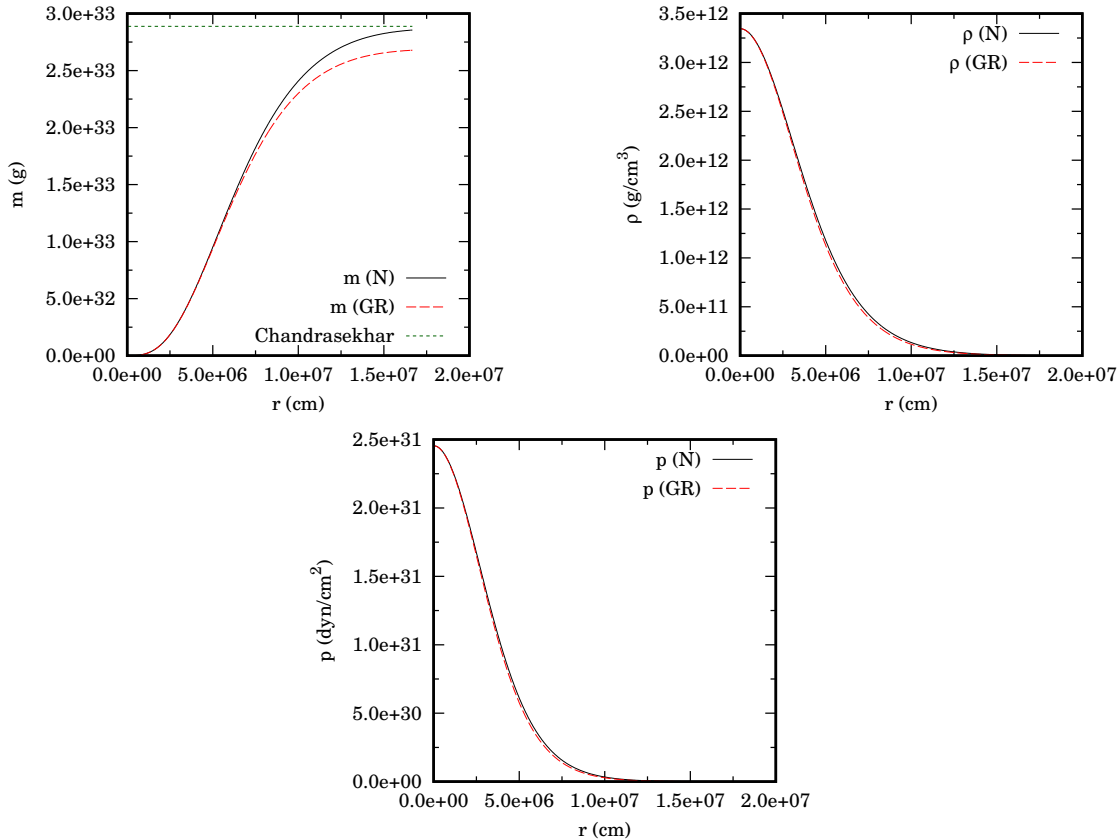 3.0e+33
2.5e+33
2.0e+33
1.5e+33
1.0e+33
5.0e+32
0.0e+00
m (g)
m (N)
m (GR)
Chandrasekhar
0.0e+00 5.0e+06 1.0e+07 1.5e+07 2.0e+07
r (cm)
3.5e+12
3.0e+12
2.5e+12
2.0e+12
1.5e+12
1.0e+12
5.0e+11
0.0e+00
ρ (g/cm³)
ρ (N)
ρ (GR)
0.0e+00 5.0e+06 1.0e+07 1.5e+07 2.0e+07
r (cm)
2.5e+31
2.0e+31
1.5e+31
1.0e+31
5.0e+30
0.0e+00
p (dyn/cm²)
p (N)
p (GR)
0.0e+00 5.0e+06 1.0e+07 1.5e+07 2.0e+07
r (cm)